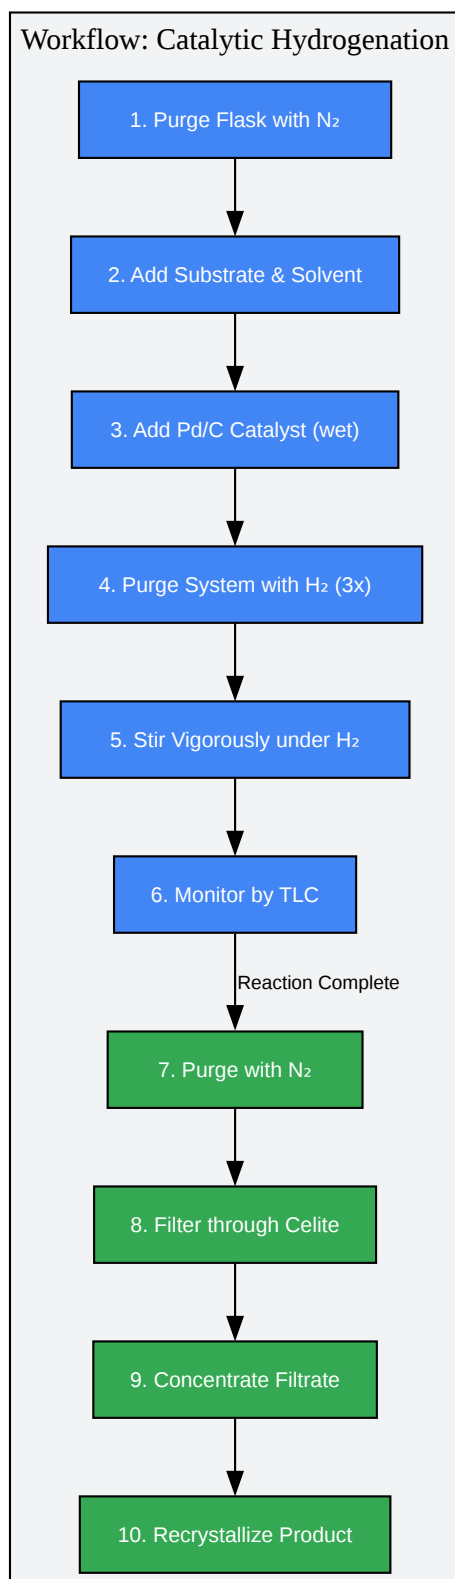 Workflow: Catalytic Hydrogenation
1. Purge Flask with N₂
2. Add Substrate & Solvent
3. Add Pd/C Catalyst (wet)
4. Purge System with H₂ (3x)
5. Stir Vigorously under H₂
6. Monitor by TLC
Reaction Complete
7. Purge with N₂
8. Filter through Celite
9. Concentrate Filtrate
10. Recrystallize Product